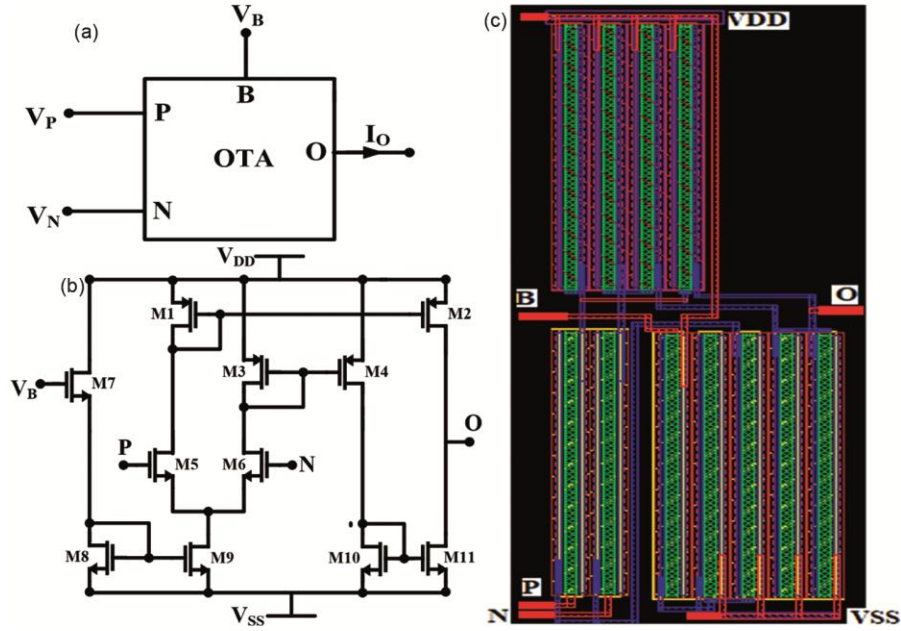 (a)
V_B
B
V_P
P
OTA
O
I_O
V_N
N
V_DD
(b)
M1
M2
M3
M4
V_B
M7
P
M5
M6
N
O
M8
M9
M10
M11
V_SS
(c)
VDD
B
O
P
N
VSS